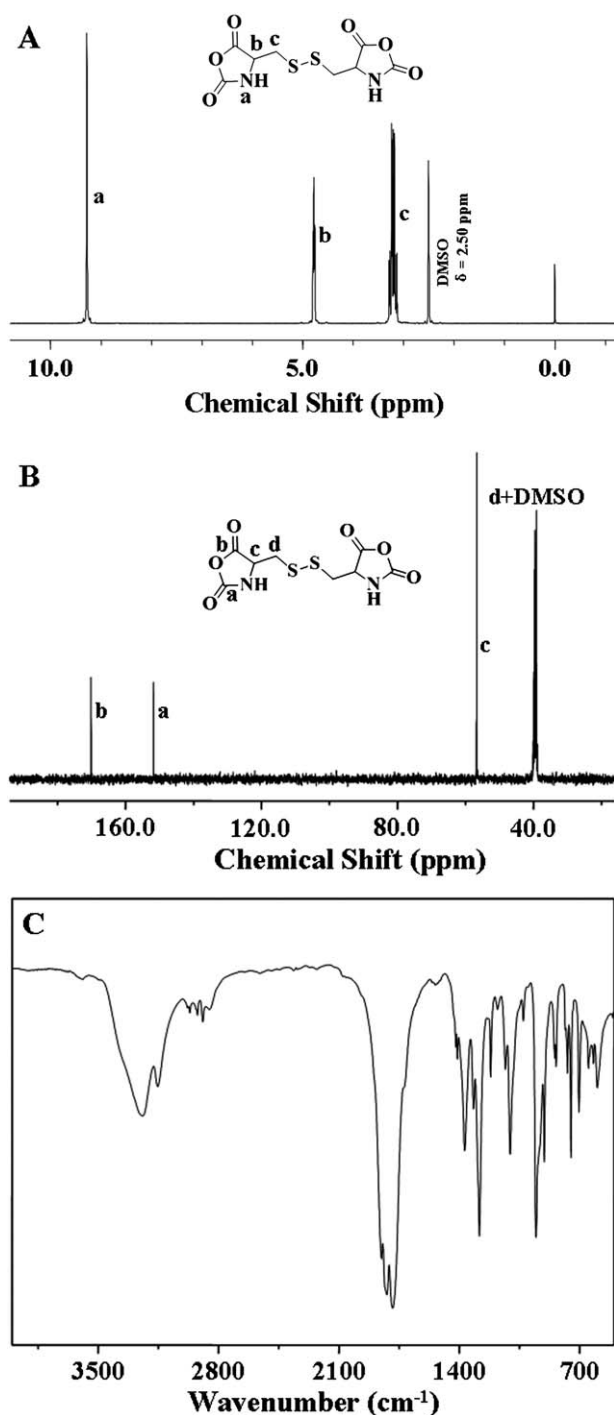 A
O
b
c
O
O
O
S
S
O
O
NH
N
H
O
a
a
b
c
DMSO
δ = 2.50 ppm
10.0 5.0 0.0
Chemical Shift (ppm)
B
d+DMSO
O
b
c
d
O
O
O
S
S
O
O
NH
N
H
O
a
c
b
a
160.0 120.0 80.0 40.0
Chemical Shift (ppm)
C
3500 2800 2100 1400 700
Wavenumber (cm⁻¹)